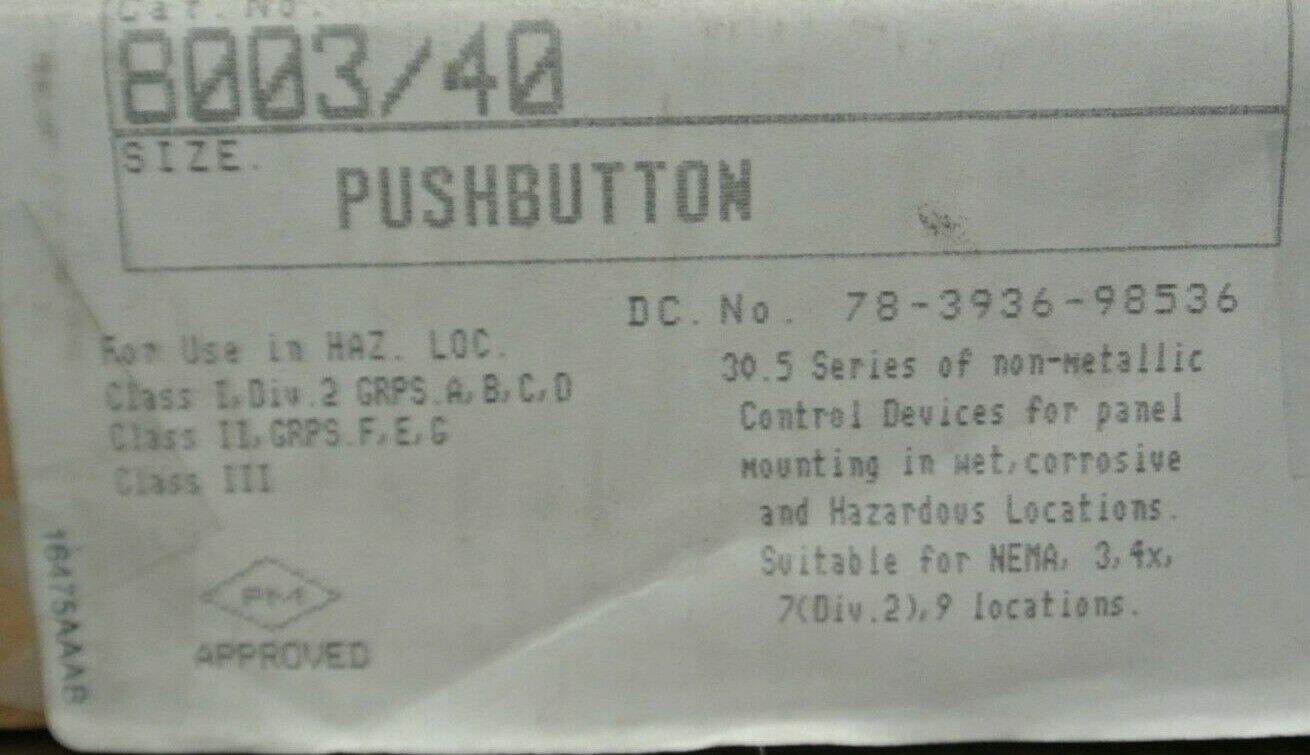 Cat. No.
8003/40
SIZE.
PUSHBUTTON
DC. No. 78-3936-98536
For Use in HAZ. LOC.
Class I, Div.2 GRPS.A,B,C,D
Class II,GRPS.F,E,G
Class III
30.5 Series of non-metallic
Control Devices for panel
mounting in wet,corrosive
and Hazardous Locations.
Suitable for NEMA, 3,4x,
7(Div.2),9 locations.
FM
APPROVED
16475AAAB